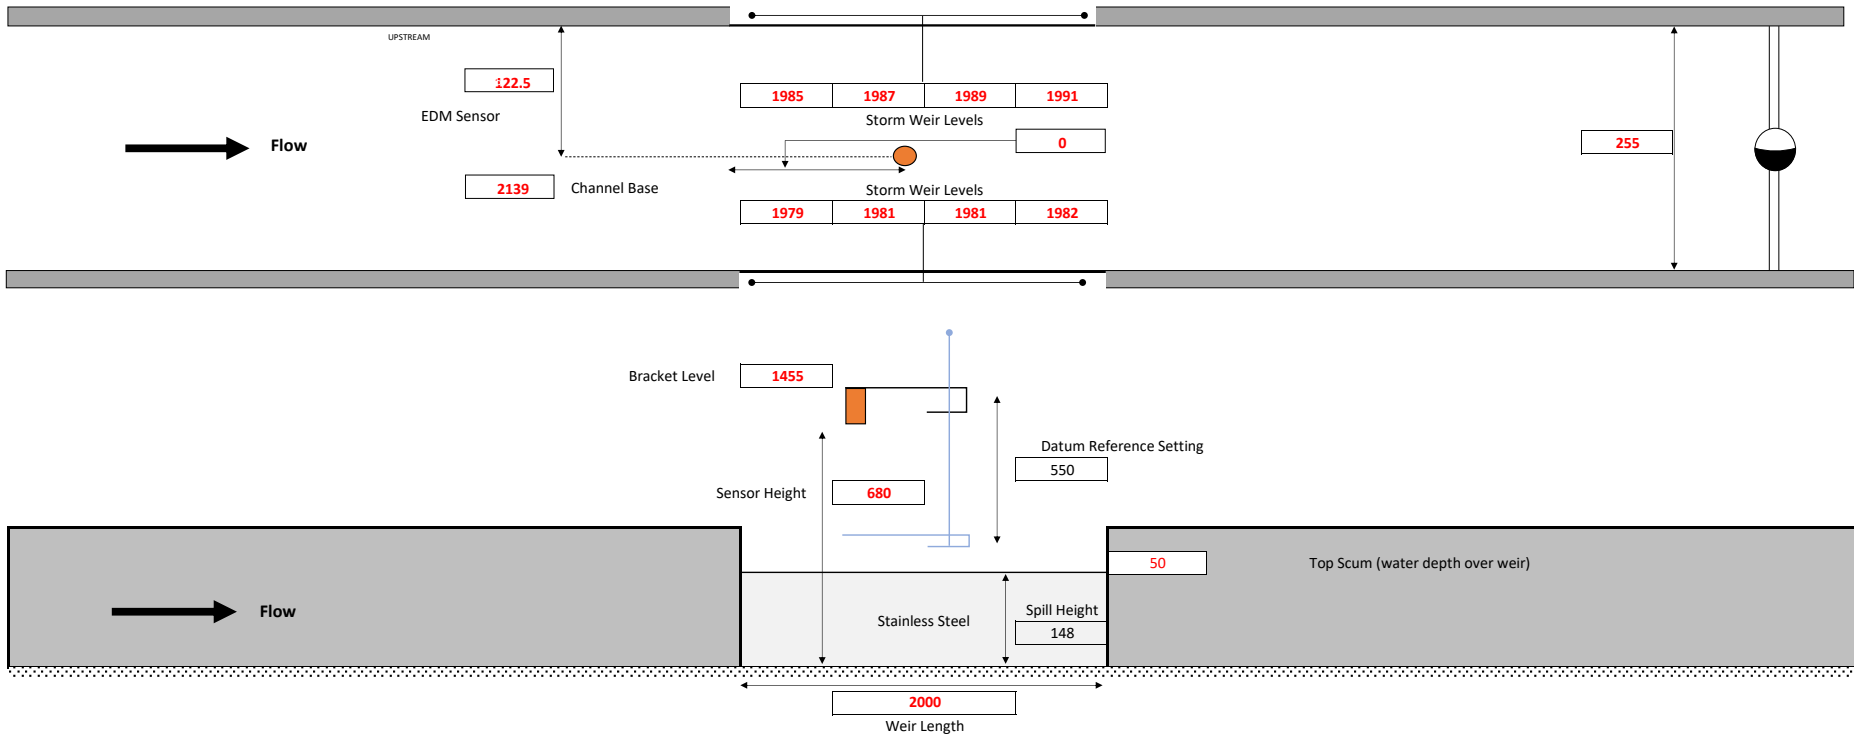 UPSTREAM
122.5
1985 1987 1989 1991
EDM Sensor
Storm Weir Levels
Flow
0
255
2139
Channel Base
Storm Weir Levels
1979 1981 1981 1982
Bracket Level
1455
Datum Reference Setting
550
Sensor Height
680
50
Top Scum (water depth over weir)
Flow
Stainless Steel
Spill Height
148
2000
Weir Length